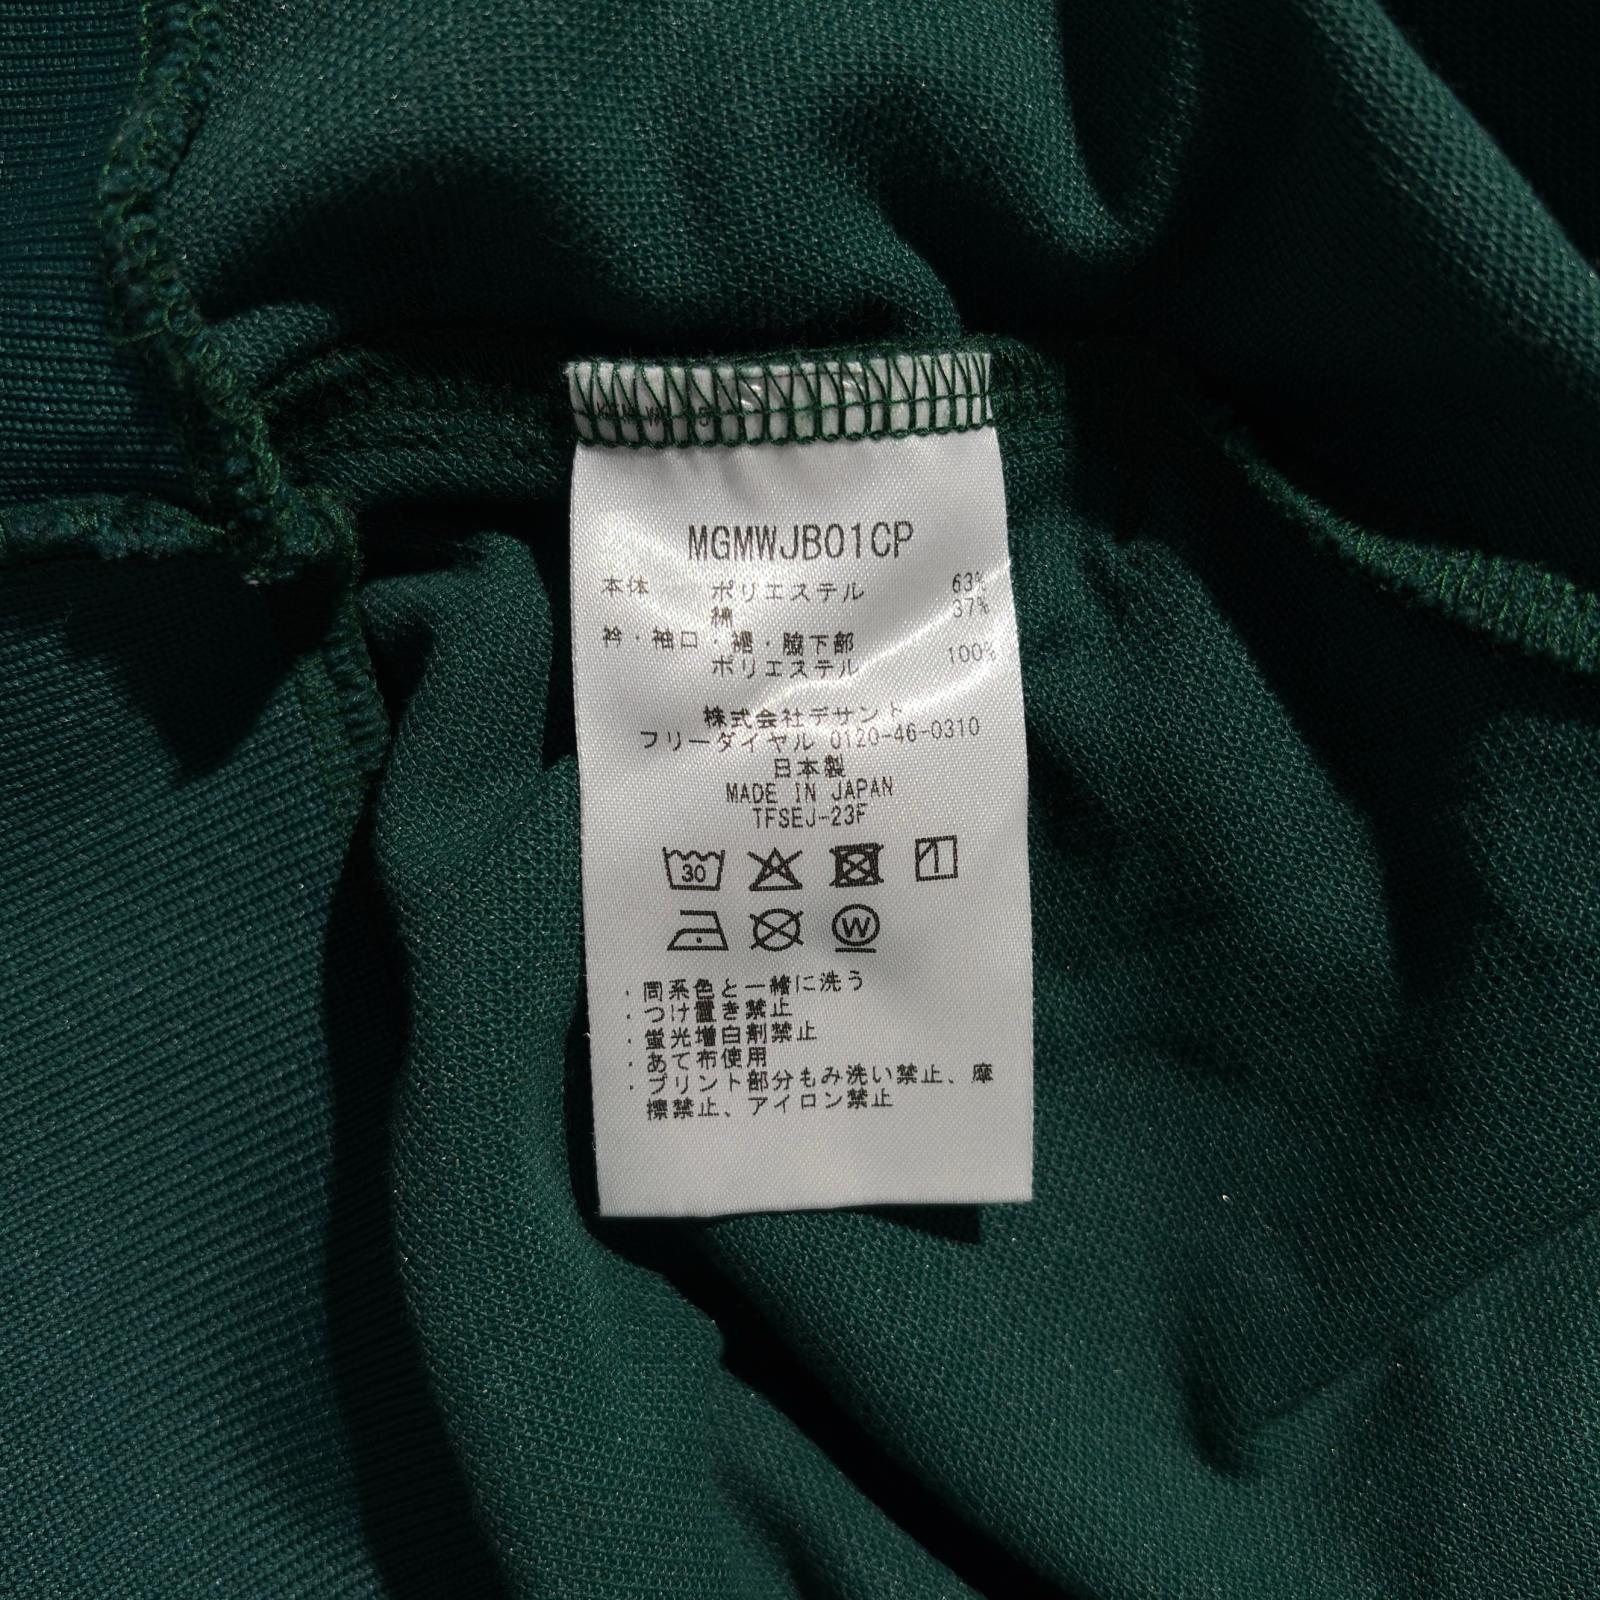 MGMWJB01CP
本体 ポリエステル 63%
綿 37%
衿・袖口・裾・脇下部
ポリエステル 100%
株式会社デサント
フリーダイヤル 0120-46-0310
日本製
MADE IN JAPAN
TFSEJ-23F
30
W
・同系色と一緒に洗う
・つけ置き禁止
・蛍光増白剤禁止
・あて布使用
・プリント部分もみ洗い禁止、摩
擦禁止、アイロン禁止